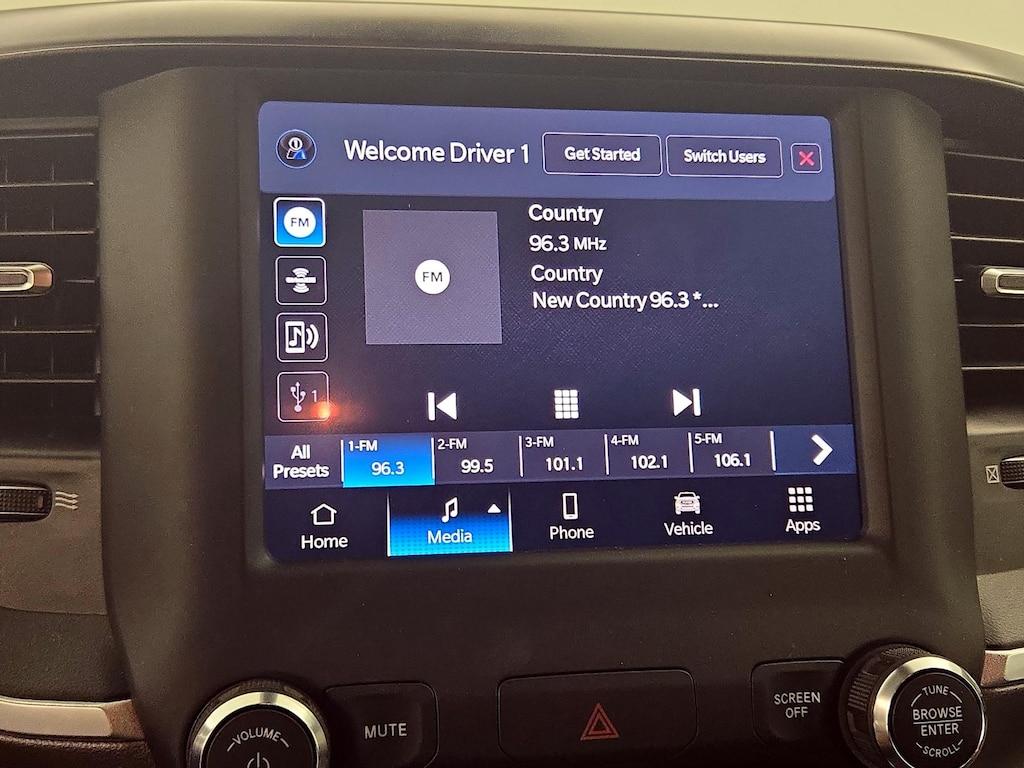 Welcome Driver 1
Get Started
Switch Users
FM
FM
Country
96.3 MHz
Country
New Country 96.3 *...
1
All
Presets
1-FM
96.3
2-FM
99.5
3-FM
101.1
4-FM
102.1
5-FM
106.1
Home
Media
Phone
Vehicle
Apps
VOLUME
MUTE
SCREEN
OFF
TUNE
BROWSE
ENTER
SCROLL